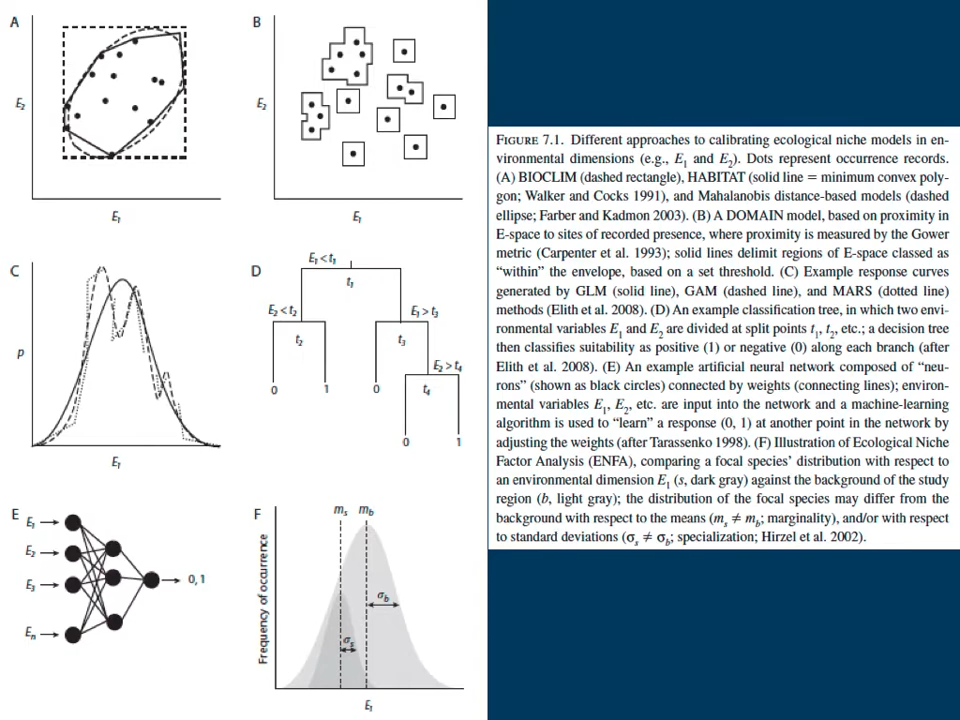 A
E2
E1
B
E2
E1
C
p
E1
D
E1 < t1
t1
E2 < t2
E1 > t3
t2
t3
E2 > t4
t4
0
1
0
0
1
E
E1
E2
E3
En
0, 1
F
ms
mb
Frequency of occurrence
σb
σs
E1
FIGURE 7.1. Different approaches to calibrating ecological niche models in en-
vironmental dimensions (e.g., E1 and E2). Dots represent occurrence records.
(A) BIOCLIM (dashed rectangle), HABITAT (solid line = minimum convex poly-
gon; Walker and Cocks 1991), and Mahalanobis distance-based models (dashed
ellipse; Farber and Kadmon 2003). (B) A DOMAIN model, based on proximity in
E-space to sites of recorded presence, where proximity is measured by the Gower
metric (Carpenter et al. 1993); solid lines delimit regions of E-space classed as
“within” the envelope, based on a set threshold. (C) Example response curves
generated by GLM (solid line), GAM (dashed line), and MARS (dotted line)
methods (Elith et al. 2008). (D) An example classification tree, in which two envi-
ronmental variables E1 and E2 are divided at split points t1, t2, etc.; a decision tree
then classifies suitability as positive (1) or negative (0) along each branch (after
Elith et al. 2008). (E) An example artificial neural network composed of “neu-
rons” (shown as black circles) connected by weights (connecting lines); environ-
mental variables E1, E2, etc. are input into the network and a machine-learning
algorithm is used to “learn” a response (0, 1) at another point in the network by
adjusting the weights (after Tarassenko 1998). (F) Illustration of Ecological Niche
Factor Analysis (ENFA), comparing a focal species’ distribution with respect to
an environmental dimension E1 (s, dark gray) against the background of the study
region (b, light gray); the distribution of the focal species may differ from the
background with respect to the means (ms ≠ mb; marginality), and/or with respect
to standard deviations (σs ≠ σb; specialization; Hirzel et al. 2002).